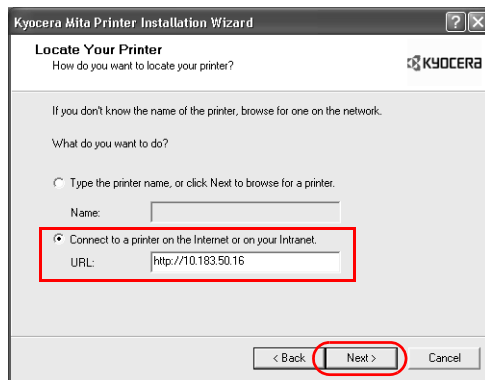 Kyocera Mita Printer Installation Wizard
Locate Your Printer
How do you want to locate your printer?
KYOCERA
If you don't know the name of the printer, browse for one on the network.
What do you want to do?
Type the printer name, or click Next to browse for a printer.
Name:
Connect to a printer on the Internet or on your Intranet.
URL: http://10.183.50.16
< Back Next > Cancel